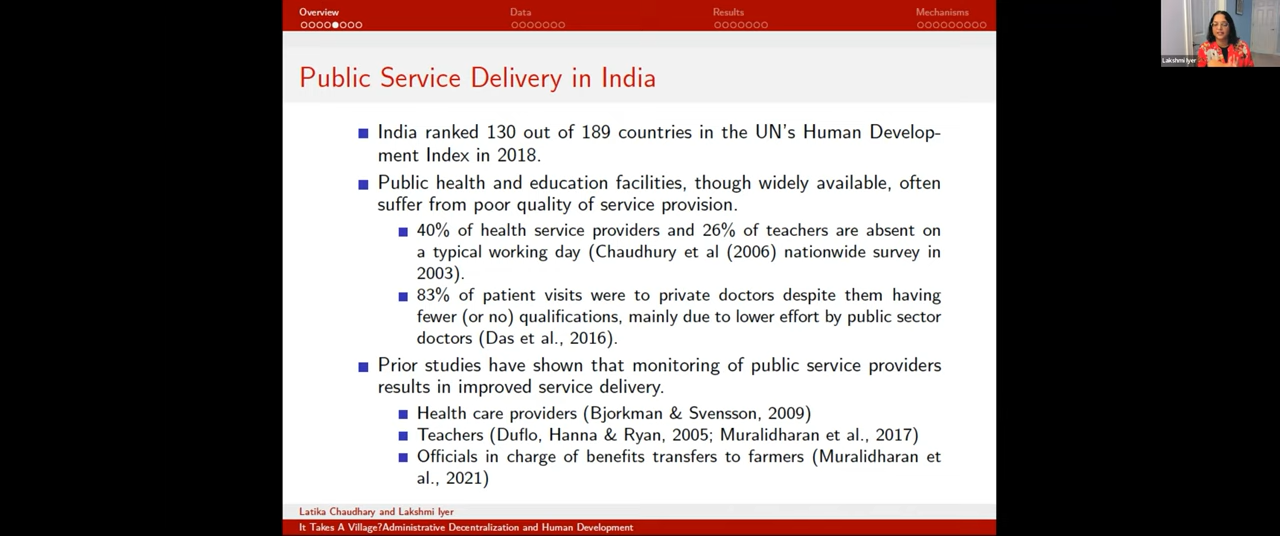 Overview Data Results Mechanisms
Public Service Delivery in India
India ranked 130 out of 189 countries in the UN's Human Develop-
ment Index in 2018.
Public health and education facilities, though widely available, often
suffer from poor quality of service provision.
40% of health service providers and 26% of teachers are absent on
a typical working day (Chaudhury et al (2006) nationwide survey in
2003).
83% of patient visits were to private doctors despite them having
fewer (or no) qualifications, mainly due to lower effort by public sector
doctors (Das et al., 2016).
Prior studies have shown that monitoring of public service providers
results in improved service delivery.
Health care providers (Bjorkman & Svensson, 2009)
Teachers (Duflo, Hanna & Ryan, 2005; Muralidharan et al., 2017)
Officials in charge of benefits transfers to farmers (Muralidharan et
al., 2021)
Latika Chaudhary and Lakshmi Iyer
It Takes A Village?Administrative Decentralization and Human Development
Lakshmi Iyer